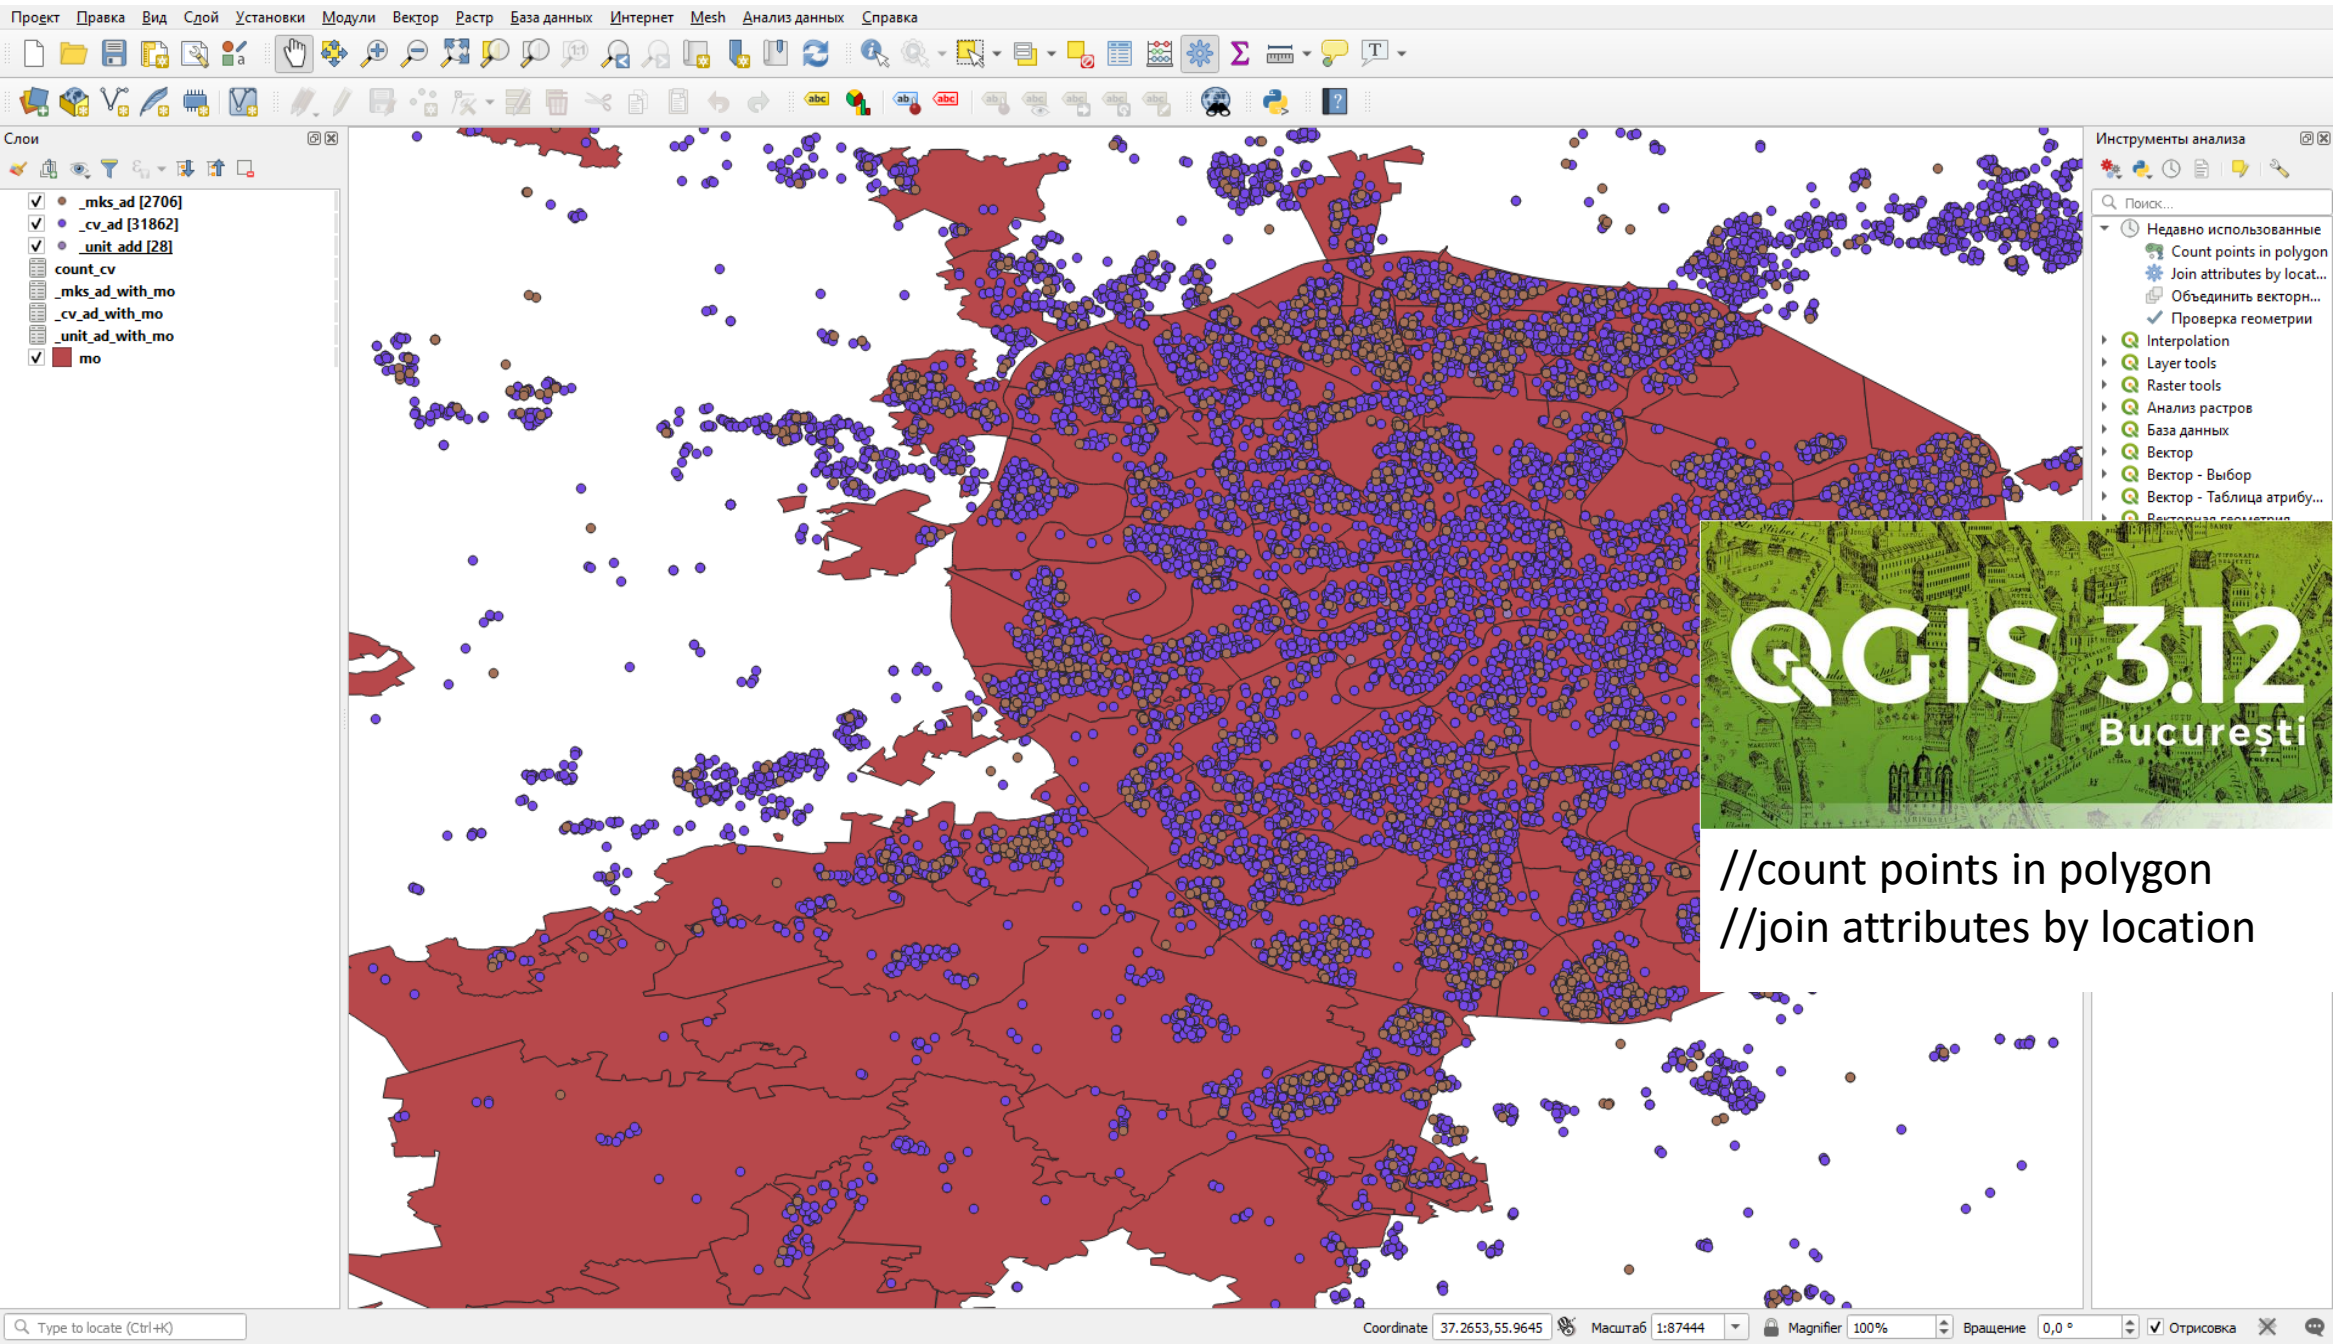 Проект Правка Вид Слой Установки Модули Вектор Растр База данных Интернет Mesh Анализ данных Справка
Слои
_mks_ad [2706]
_cv_ad [31862]
_unit_add [28]
count_cv
_mks_ad_with_mo
_cv_ad_with_mo
_unit_ad_with_mo
mo
Инструменты анализа
Поиск...
Недавно использованные
Count points in polygon
Join attributes by locat...
Объединить векторн...
Проверка геометрии
Interpolation
Layer tools
Raster tools
Анализ растров
База данных
Вектор
Вектор - Выбор
Вектор - Таблица атрибу...
QGIS 3.12
București
//count points in polygon
//join attributes by location
Type to locate (Ctrl+K)
Coordinate 37.2653,55.9645 Масштаб 1:87444 Magnifier 100% Вращение 0,0 ° Отрисовка